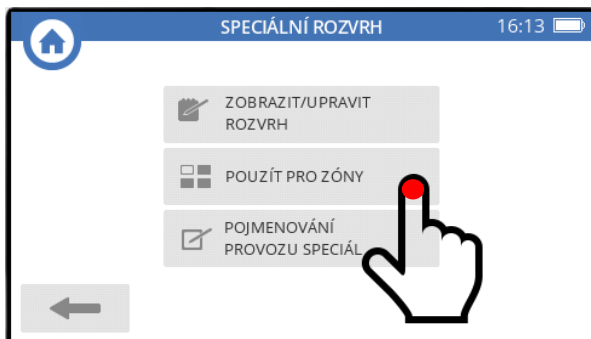 SPECIÁLNÍ ROZVRH 16:13
ZOBRAZIT/UPRAVIT
ROZVRH
POUZÍT PRO ZÓNY
POJMENOVÁNÍ
PROVOZU SPECIÁL